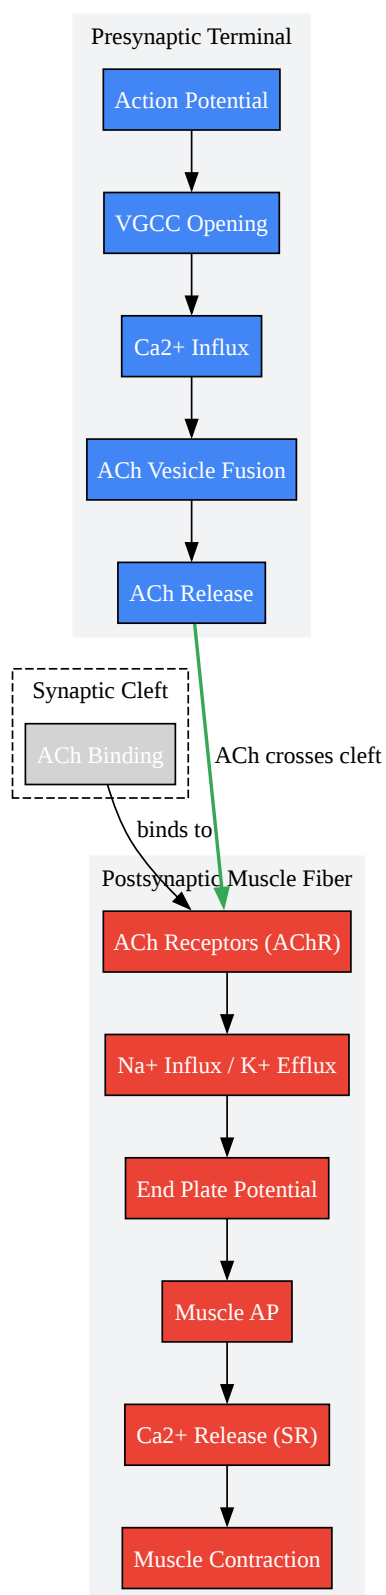 Presynaptic Terminal
Action Potential
VGCC Opening
Ca2+ Influx
ACh Vesicle Fusion
ACh Release
Synaptic Cleft
ACh Binding
ACh crosses cleft
binds to
Postsynaptic Muscle Fiber
ACh Receptors (AChR)
Na+ Influx / K+ Efflux
End Plate Potential
Muscle AP
Ca2+ Release (SR)
Muscle Contraction